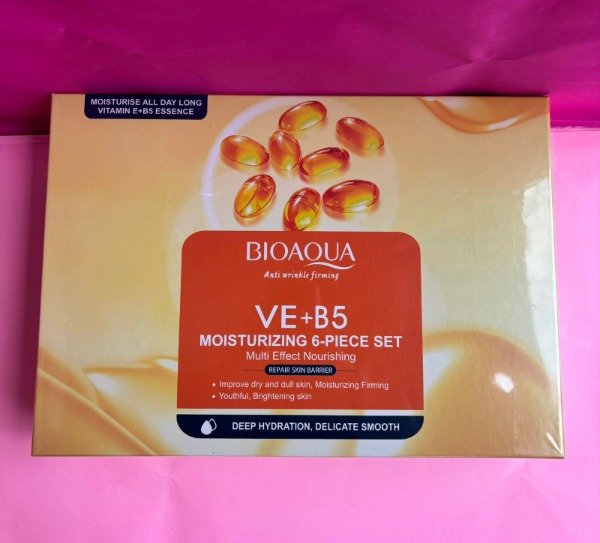 MOISTURISE ALL DAY LONG
VITAMIN E+B5 ESSENCE
BIOAQUA
Anti wrinkle firming
VE+B5
MOISTURIZING 6-PIECE SET
Multi Effect Nourishing
REPAIR SKIN BARRIER
• Improve dry and dull skin, Moisturizing Firming
• Youthful, Brightening skin
DEEP HYDRATION, DELICATE SMOOTH